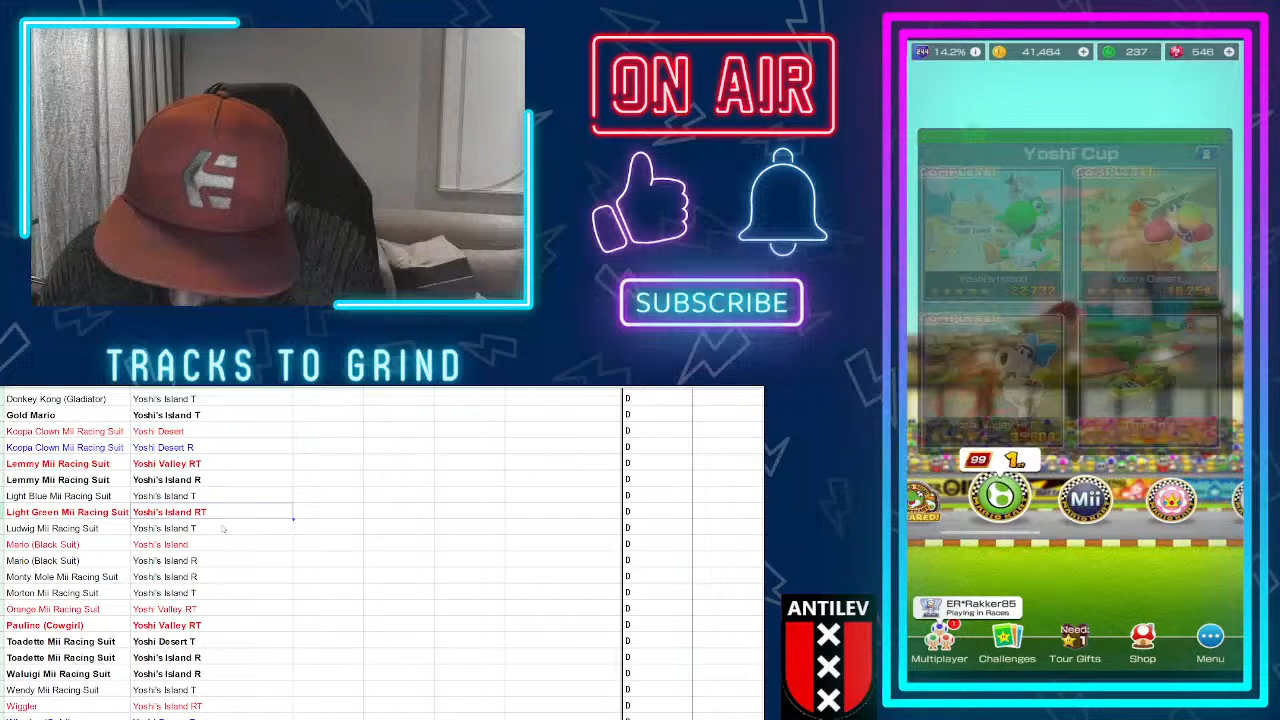 ON AIR
SUBSCRIBE
TRACKS TO GRIND
Donkey Kong (Gladiator) Yoshi's Island T D
Gold Mario Yoshi's Island T D
Koopa Clown Mii Racing Suit Yoshi Desert D
Koopa Clown Mii Racing Suit Yoshi Desert R D
Lemmy Mii Racing Suit Yoshi Valley RT D
Lemmy Mii Racing Suit Yoshi's Island R D
Light Blue Mii Racing Suit Yoshi's Island T D
Light Green Mii Racing Suit Yoshi's Island RT D
Ludwig Mii Racing Suit Yoshi's Island T D
Mario (Black Suit) Yoshi's Island D
Mario (Black Suit) Yoshi's Island R D
Monty Mole Mii Racing Suit Yoshi's Island R D
Morton Mii Racing Suit Yoshi's Island T D
Orange Mii Racing Suit Yoshi Valley RT D
Pauline (Cowgirl) Yoshi Valley RT D
Toadette Mii Racing Suit Yoshi Desert T D
Toadette Mii Racing Suit Yoshi's Island R D
Waluigi Mii Racing Suit Yoshi's Island R D
Wendy Mii Racing Suit Yoshi's Island T D
Wiggler Yoshi's Island RT D
ANTILEV
244 14.2% 41,464 237 546
Yoshi Cup
Yoshi's Island
Yoshi Desert
99 1st
Mii
ER*Rakker85
Playing in Races
Need:
1
Multiplayer Challenges Tour Gifts Shop Menu